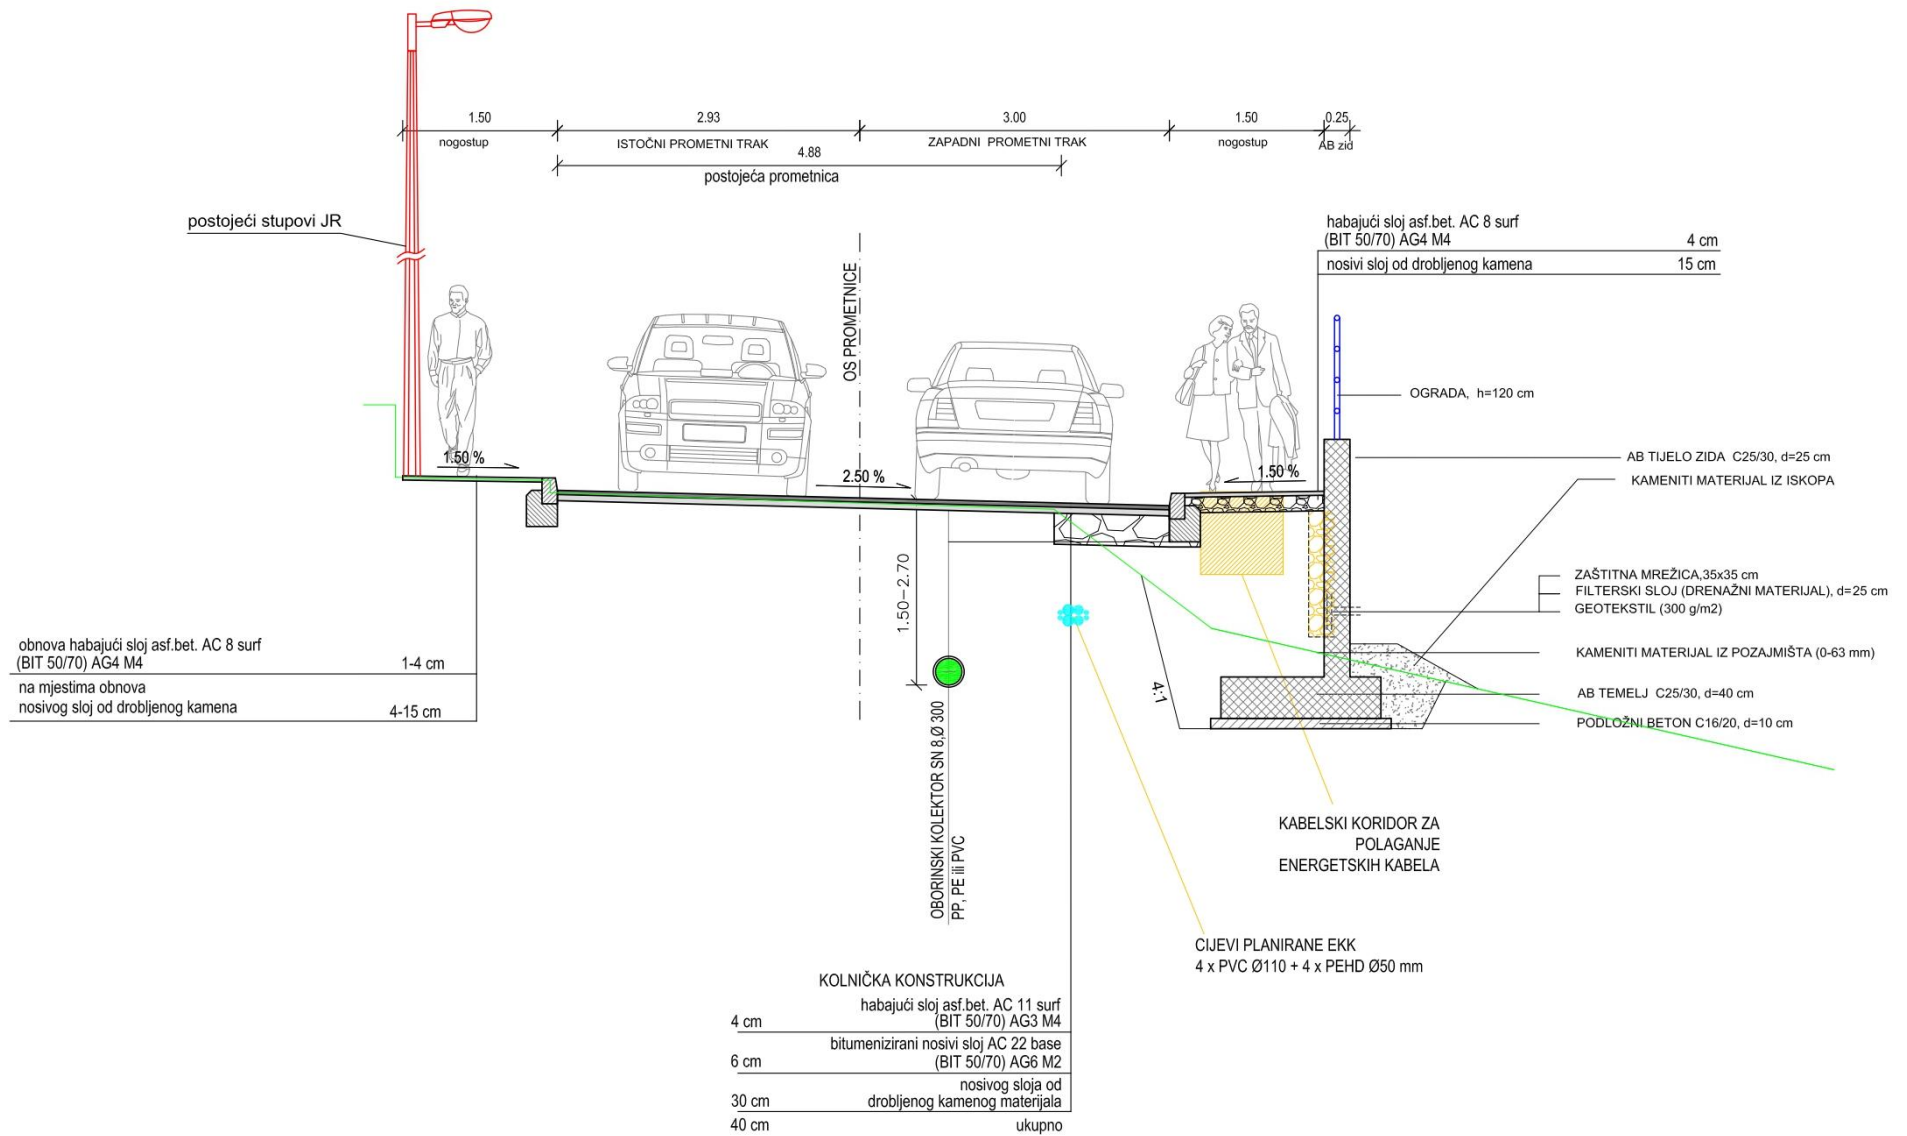 1.50
2.93
3.00
1.50
0.25
nogostup
ISTOČNI PROMETNI TRAK
ZAPADNI PROMETNI TRAK
nogostup
AB zid
4.88
postojeća prometnica
postojeći stupovi JR
OS PROMETNICE
habajući sloj asf.bet. AC 8 surf
(BIT 50/70) AG4 M4 4 cm
nosivi sloj od drobljenog kamena 15 cm
OGRADA, h=120 cm
1.50 %
2.50 %
1.50%
AB TIJELO ZIDA C25/30, d=25 cm
KAMENITI MATERIJAL IZ ISKOPA
ZAŠTITNA MREŽICA,35x35 cm
FILTERSKI SLOJ (DRENAŽNI MATERIJAL), d=25 cm
GEOTEKSTIL (300 g/m2)
KAMENITI MATERIJAL IZ POZAJMIŠTA (0-63 mm)
AB TEMELJ C25/30, d=40 cm
PODLOŽNI BETON C16/20, d=10 cm
1.50-2.70
4:1
obnova habajući sloj asf.bet. AC 8 surf
(BIT 50/70) AG4 M4 1-4 cm
na mjestima obnova
nosivog sloj od drobljenog kamena 4-15 cm
OBORINSKI KOLEKTOR SN 8,Ø 300
PP, PE ili PVC
KABELSKI KORIDOR ZA
POLAGANJE
ENERGETSKIH KABELA
CIJEVI PLANIRANE EKK
4 x PVC Ø110 + 4 x PEHD Ø50 mm
KOLNIČKA KONSTRUKCIJA
habajući sloj asf.bet. AC 11 surf
4 cm (BIT 50/70) AG3 M4
bitumenizirani nosivi sloj AC 22 base
6 cm (BIT 50/70) AG6 M2
nosivog sloja od
30 cm drobljenog kamenog materijala
40 cm ukupno